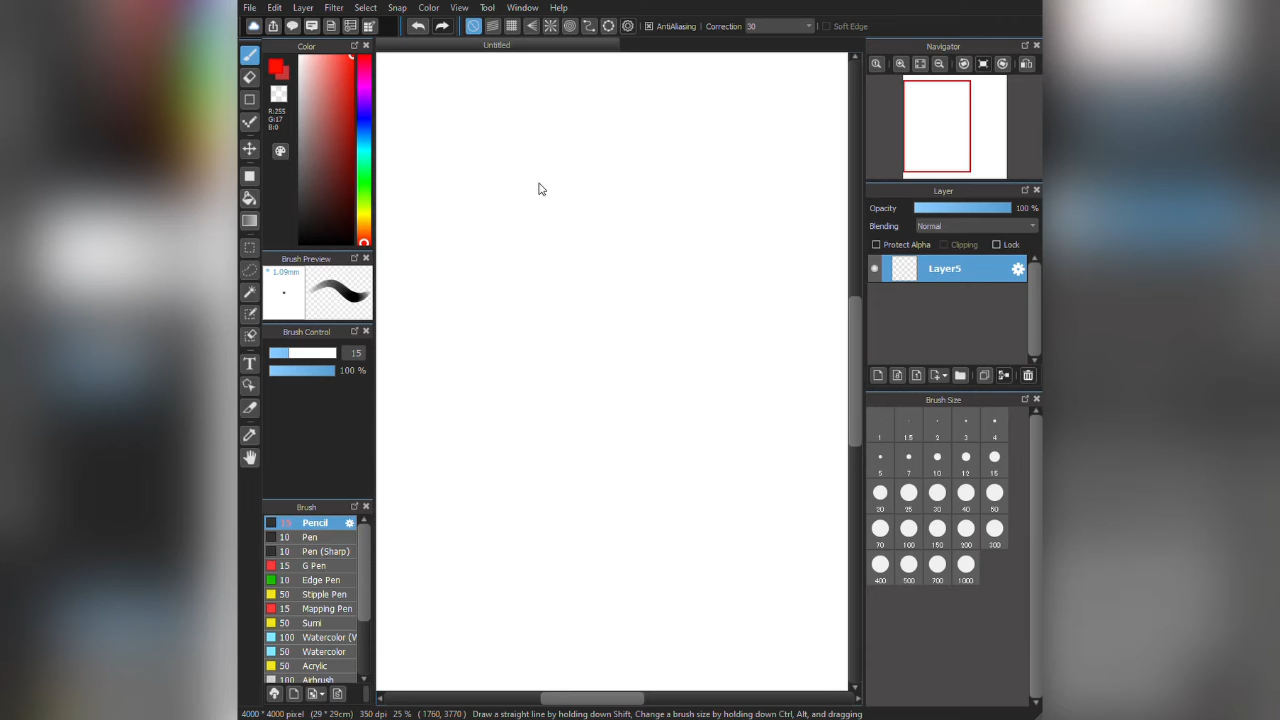 File Edit Layer Filter Select Snap Color View Tool Window Help
AntiAliasing Correction 30 Soft Edge
Color
Untitled
Navigator
R:255
G:17
B:0
Layer
Opacity 100 %
Blending Normal
Protect Alpha Clipping Lock
Layer5
Brush Preview
* 1.09mm
Brush Control
15
100 %
Brush Size
1 1.5 2 3 4
5 7 10 12 15
20 25 30 40 50
70 100 150 200 300
400 500 700 1000
Brush
15 Pencil
10 Pen
10 Pen (Sharp)
15 G Pen
10 Edge Pen
50 Stipple Pen
15 Mapping Pen
50 Sumi
100 Watercolor (
50 Watercolor
50 Acrylic
100 Airbrush
4000 * 4000 pixel (29 * 29cm) 350 dpi 25 % ( 1760, 3770 ) Draw a straight line by holding down Shift, Change a brush size by holding down Ctrl, Alt, and dragging